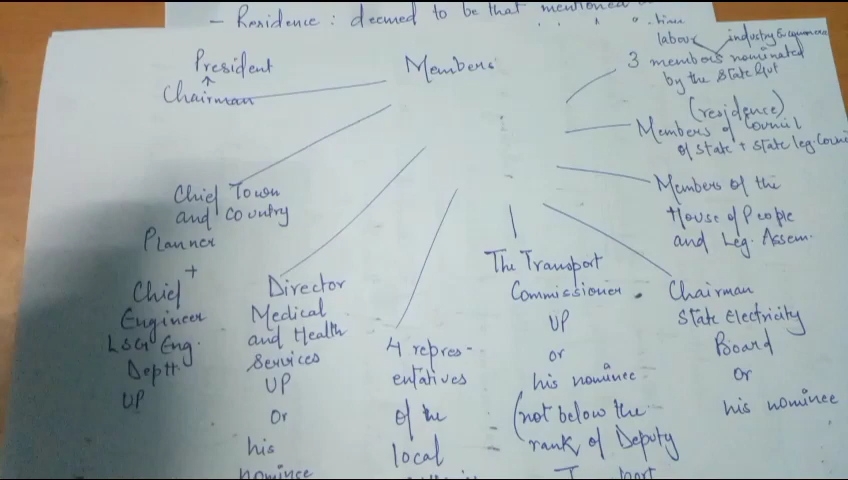 - Residence : deemed to be that mentioned
President
↑
Chairman
Members
labour
industry & commerce
3 members nominated
by the State Govt
(residence)
Members of Council
of State + State leg. Counci
Members of the
House of People
and Leg. Assem.
Chief Town
and Country
Planner
+
Chief
Engineer
LSG Eng.
Deptt.
UP
Director
Medical
and Health
Services
UP
Or
his
nominee
4 repres-
entatives
of the
local
The Transport
Commissioner
UP
or
his nominee
(not below the
rank of Deputy
Chairman
State Electricity
Board
Or
his nominee